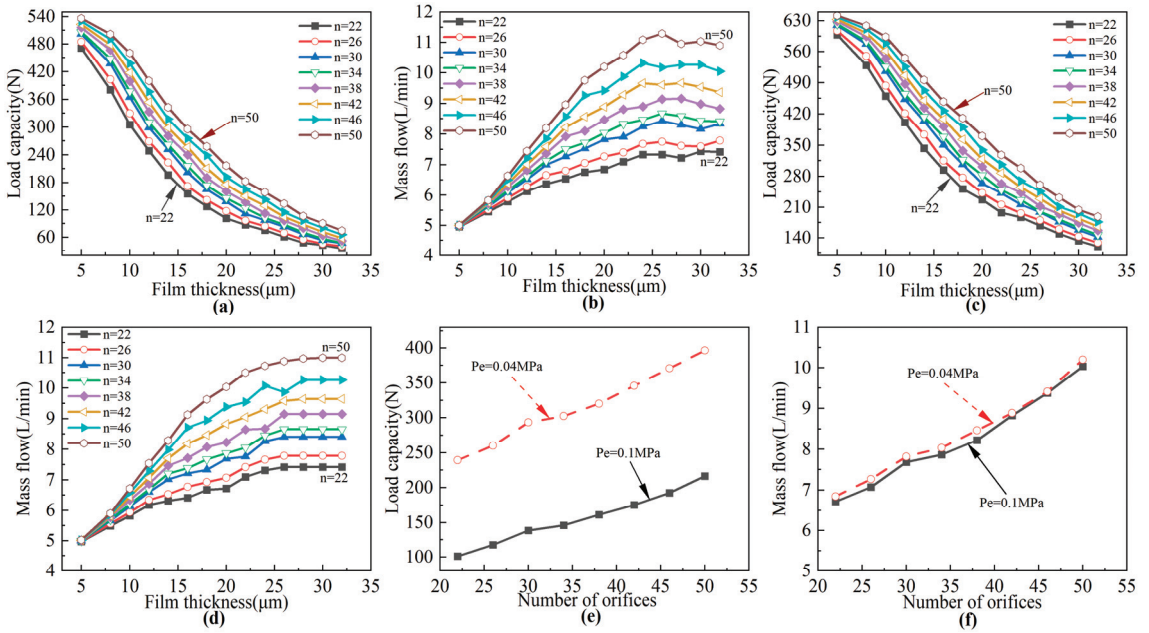 540
480
420
360
300
240
180
120
60
Load capacity(N)
n=22
n=26
n=30
n=34
n=38
n=42
n=46
n=50
n=50
n=22
5 10 15 20 25 30 35
Film thickness(μm)
(a)
12
11
10
9
8
7
6
5
4
Mass flow(L/min)
n=22
n=26
n=30
n=34
n=38
n=42
n=46
n=50
n=50
n=22
0 5 10 15 20 25 30 35
Film thickness(μm)
(b)
630
560
490
420
350
280
210
140
Load capacity(N)
n=22
n=26
n=30
n=34
n=38
n=42
n=46
n=50
n=50
n=22
5 10 15 20 25 30 35
Film thickness(μm)
(c)
12
11
10
9
8
7
6
5
4
Mass flow(L/min)
n=22
n=26
n=30
n=34
n=38
n=42
n=46
n=50
n=50
n=22
5 10 15 20 25 30 35
Film thickness(μm)
(d)
450
400
350
300
250
200
150
100
Load capacity(N)
Pe=0.04MPa
Pe=0.1MPa
20 25 30 35 40 45 50 55
Number of orifices
(e)
11
10
9
8
7
6
5
Mass flow(L/min)
Pe=0.04MPa
Pe=0.1MPa
20 25 30 35 40 45 50 55
Number of orifices
(f)